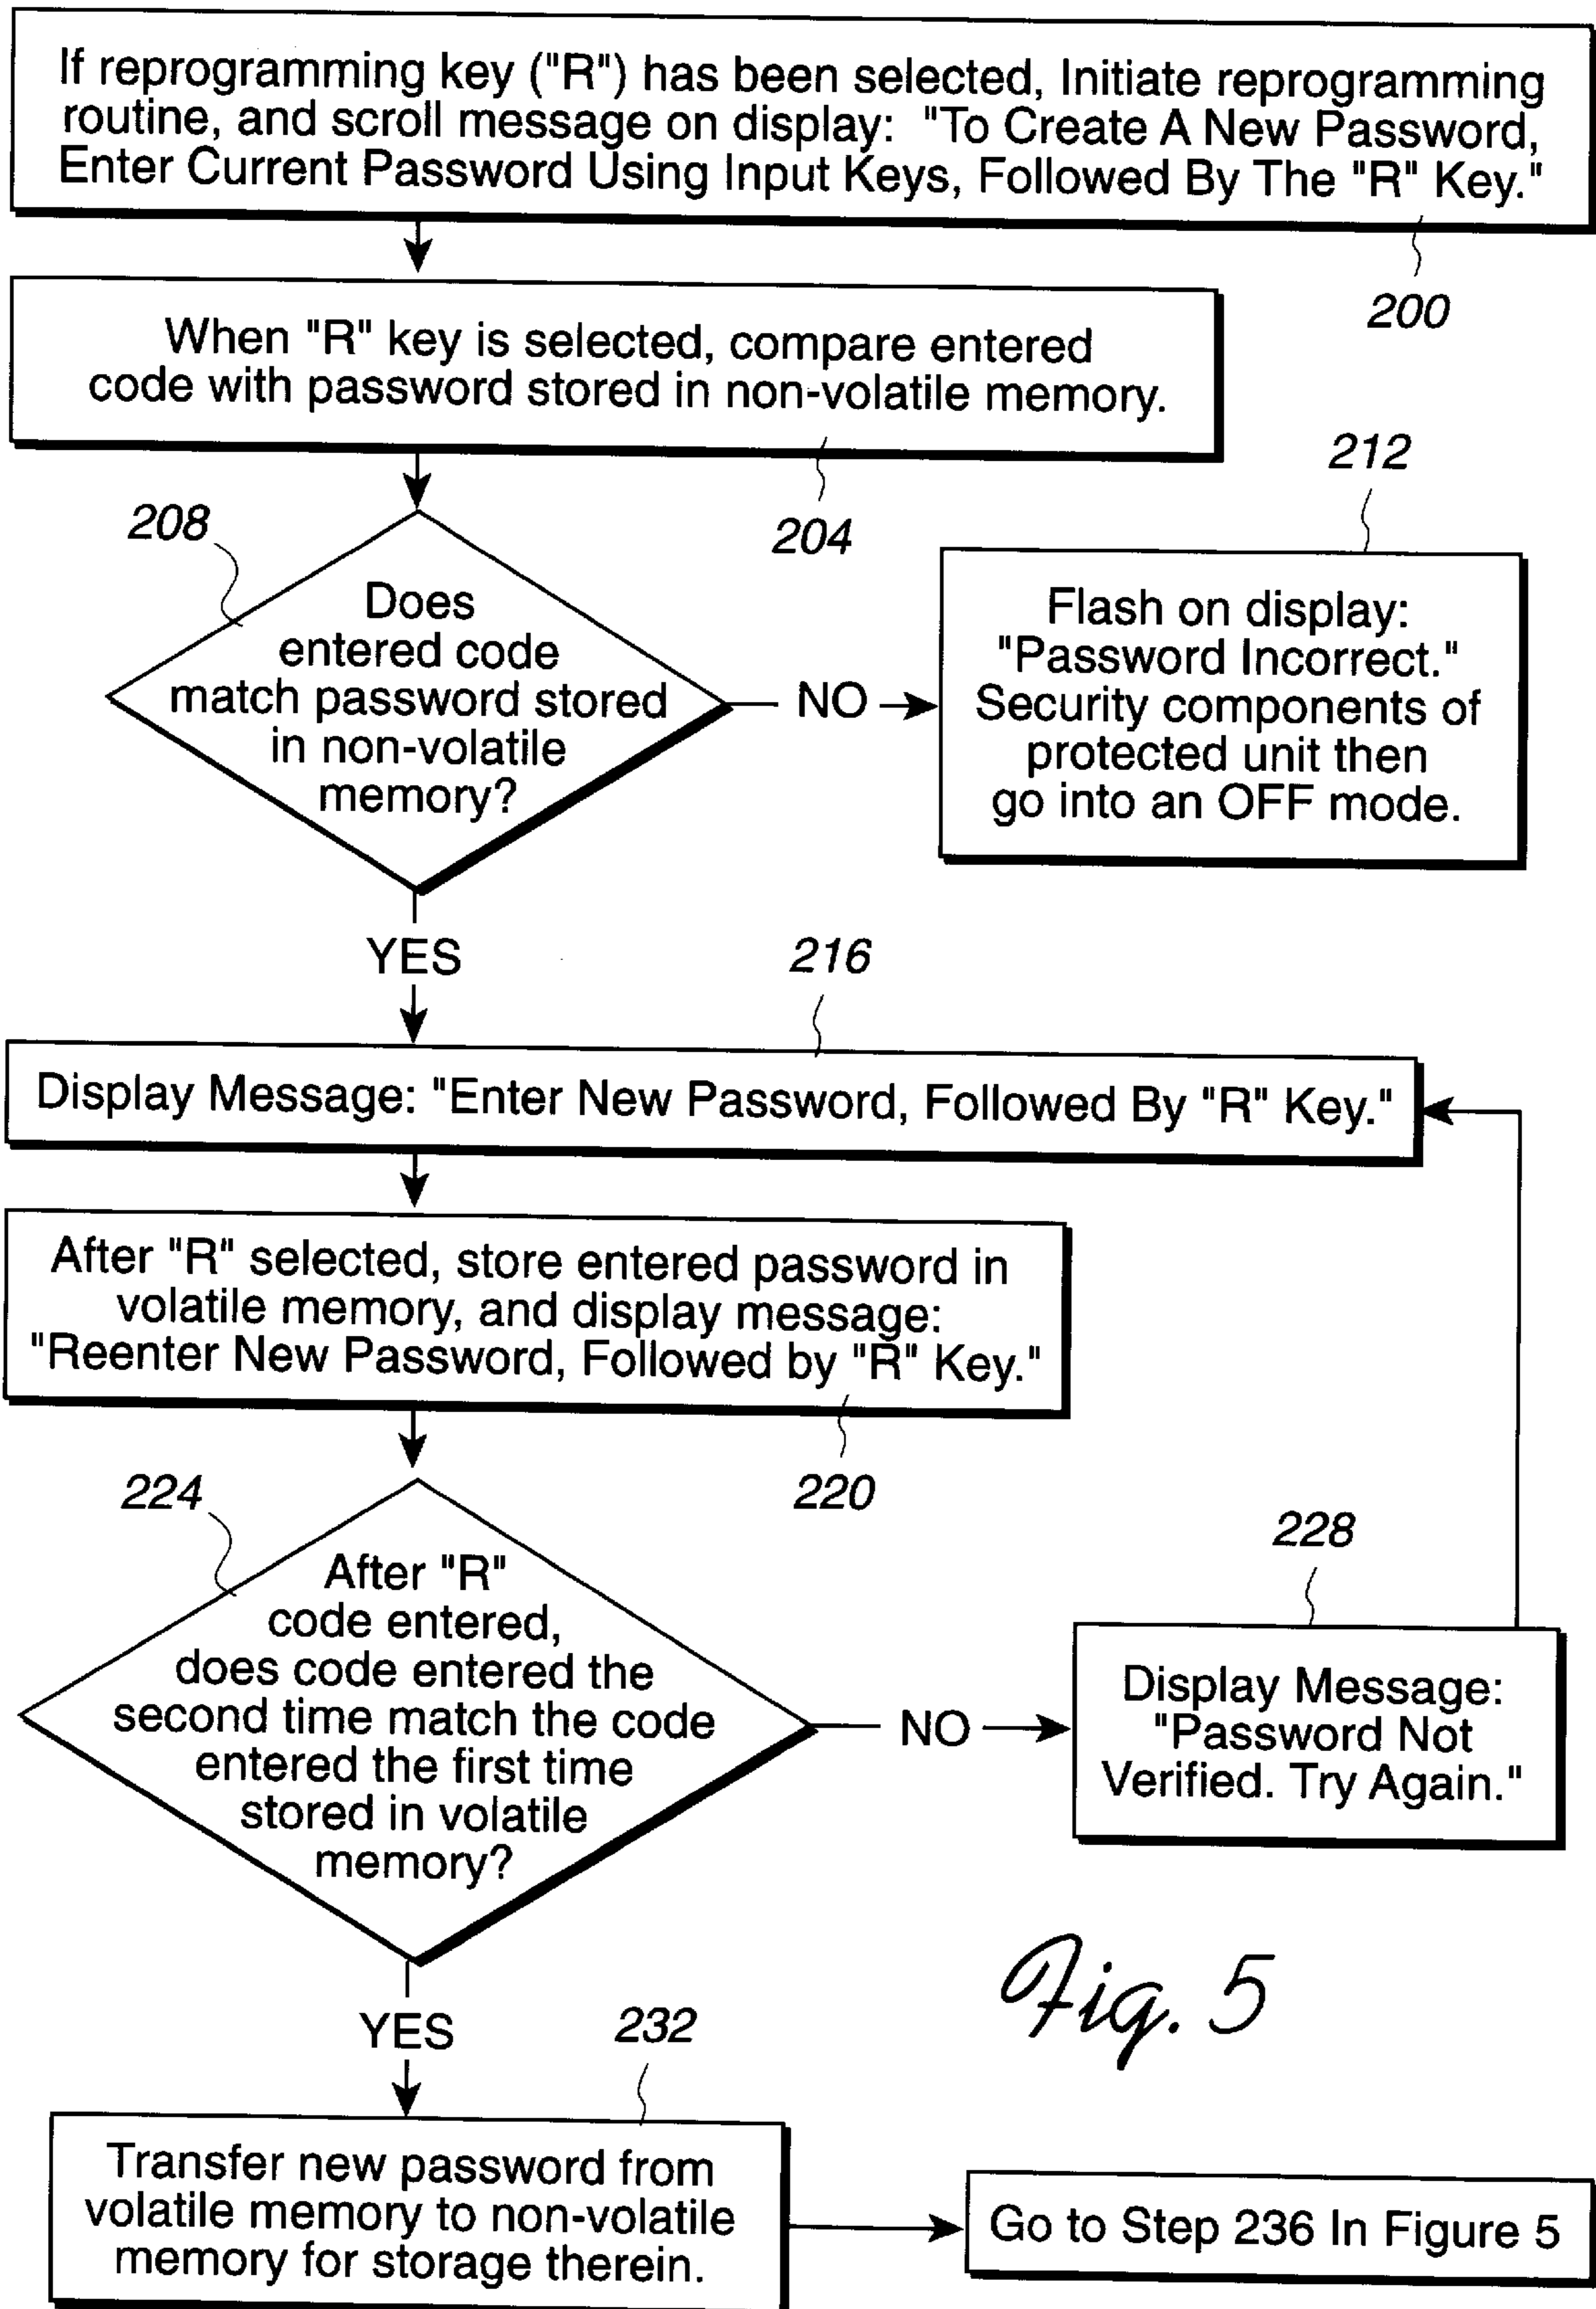 If reprogramming key ("R") has been selected, Initiate reprogramming
routine, and scroll message on display: "To Create A New Password,
Enter Current Password Using Input Keys, Followed By The "R" Key."
200
When "R" key is selected, compare entered
code with password stored in non-volatile memory.
204
208
Does
entered code
match password stored
in non-volatile
memory?
NO
212
Flash on display:
"Password Incorrect."
Security components of
protected unit then
go into an OFF mode.
YES
216
Display Message: "Enter New Password, Followed By "R" Key."
After "R" selected, store entered password in
volatile memory, and display message:
"Reenter New Password, Followed by "R" Key."
220
224
After "R"
code entered,
does code entered the
second time match the code
entered the first time
stored in volatile
memory?
NO
228
Display Message:
"Password Not
Verified. Try Again."
YES
232
Transfer new password from
volatile memory to non-volatile
memory for storage therein.
Go to Step 236 In Figure 5
Fig. 5